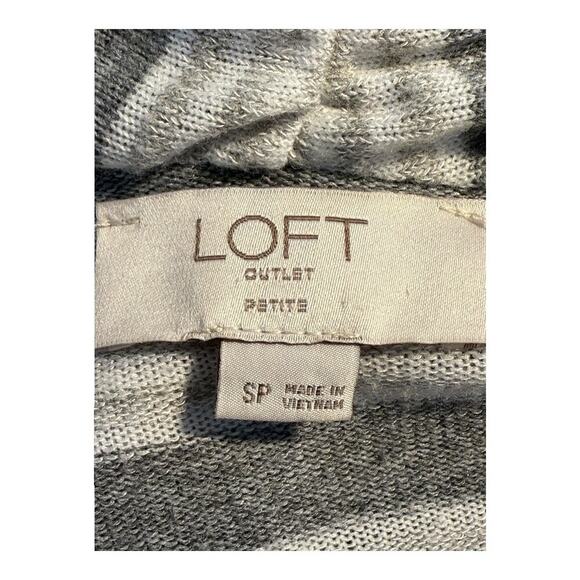 LOFT
OUTLET
PETITE
SP MADE IN
VIETNAM